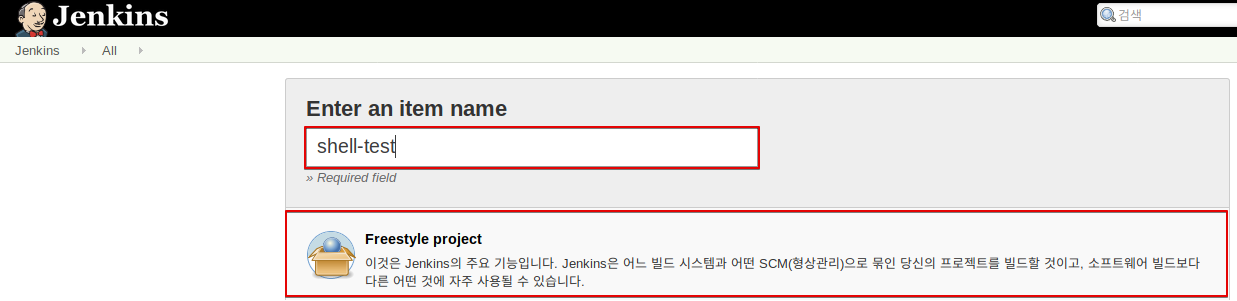 Jenkins
검색
Jenkins All
Enter an item name
shell-test
» Required field
Freestyle project
이것은 Jenkins의 주요 기능입니다. Jenkins은 어느 빌드 시스템과 어떤 SCM(형상관리)으로 묶인 당신의 프로젝트를 빌드할 것이고, 소프트웨어 빌드보다
다른 어떤 것에 자주 사용될 수 있습니다.